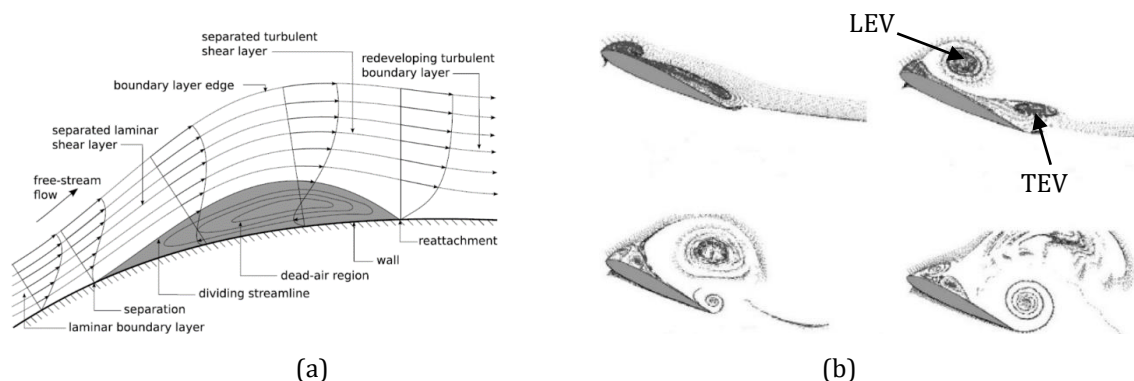 separated turbulent
shear layer
redeveloping turbulent
boundary layer
boundary layer edge
separated laminar
shear layer
free-stream
flow
reattachment
wall
dead-air region
dividing streamline
separation
laminar boundary layer
(a)
LEV
TEV
(b)